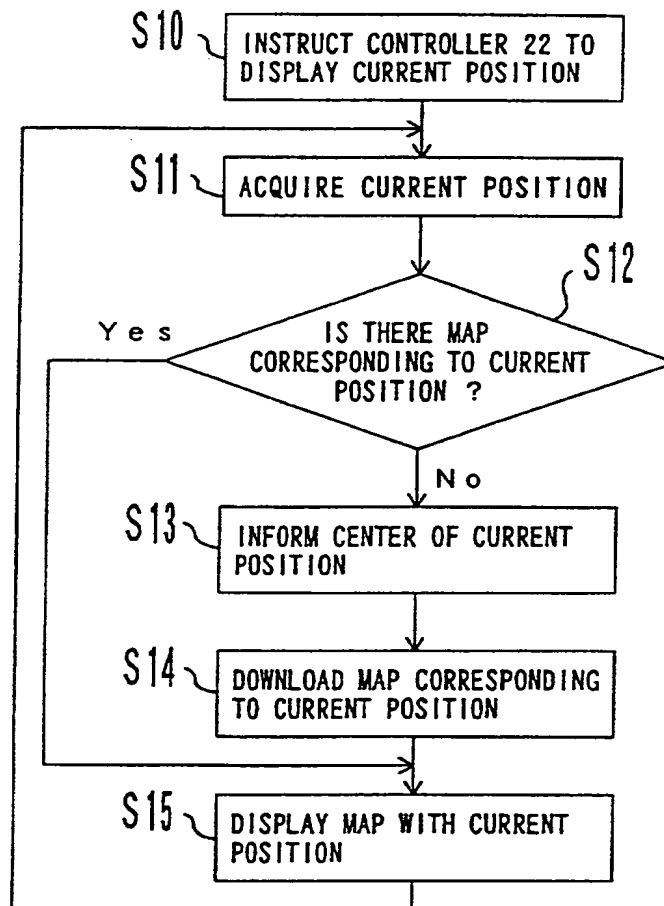 S10
INSTRUCT CONTROLLER 22 TO
DISPLAY CURRENT POSITION
S11
ACQUIRE CURRENT POSITION
S12
Yes
IS THERE MAP
CORRESPONDING TO CURRENT
POSITION ?
No
S13
INFORM CENTER OF CURRENT
POSITION
S14
DOWNLOAD MAP CORRESPONDING
TO CURRENT POSITION
S15
DISPLAY MAP WITH CURRENT
POSITION